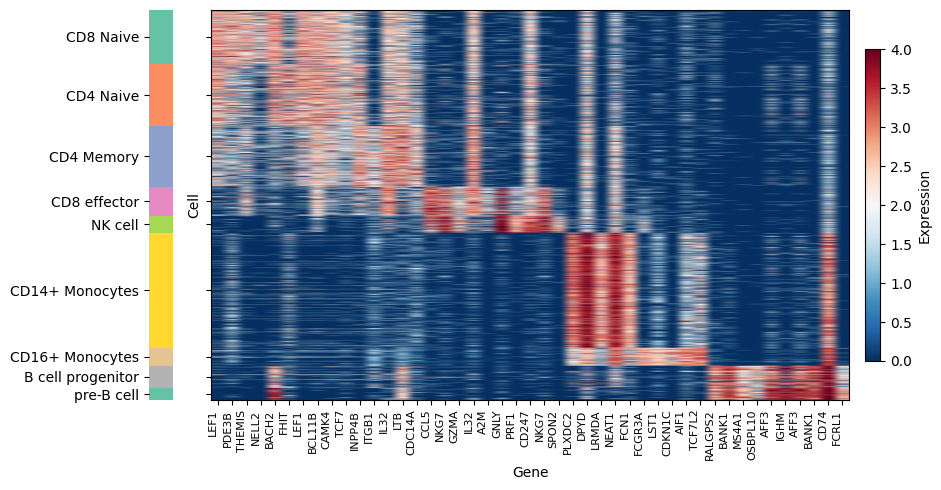 CD8 Naive
CD4 Naive
CD4 Memory
CD8 effector
NK cell
CD14+ Monocytes
CD16+ Monocytes
B cell progenitor
pre-B cell
Cell
LEF1
PDE3B
THEMIS
NELL2
BACH2
FHIT
LEF1
BCL11B
CAMK4
TCF7
INPP4B
ITGB1
IL32
LTB
CDC14A
CCL5
NKG7
GZMA
IL32
A2M
GNLY
PRF1
CD247
NKG7
SPON2
PLXDC2
DPYD
LRMDA
NEAT1
FCN1
FCGR3A
LST1
CDKN1C
AIF1
TCF7L2
RALGPS2
BANK1
MS4A1
OSBPL10
AFF3
IGHM
AFF3
BANK1
CD74
FCRL1
Gene
4.0
3.5
3.0
2.5
2.0
1.5
1.0
0.5
0.0
Expression